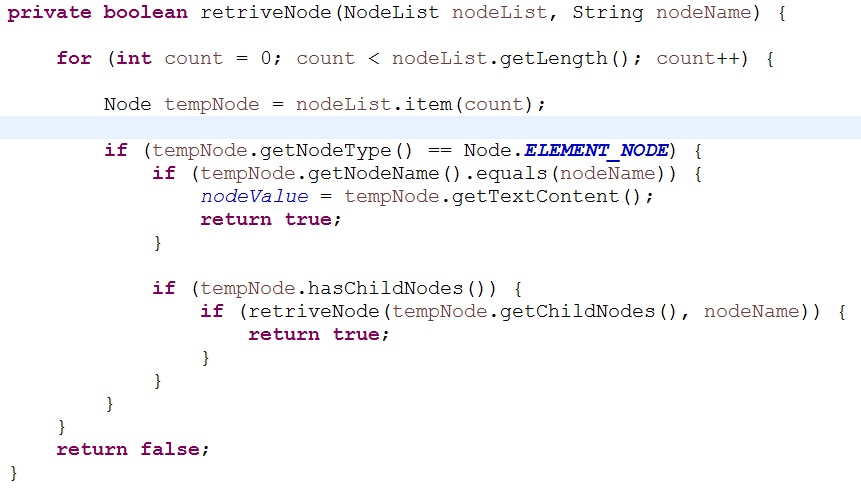 private boolean retriveNode(NodeList nodeList, String nodeName) {
for (int count = 0; count < nodeList.getLength(); count++) {
Node tempNode = nodeList.item(count);
if (tempNode.getNodeType() == Node.ELEMENT_NODE) {
if (tempNode.getNodeName().equals(nodeName)) {
nodeValue = tempNode.getTextContent();
return true;
}
if (tempNode.hasChildNodes()) {
if (retriveNode(tempNode.getChildNodes(), nodeName)) {
return true;
}
}
}
}
return false;
}